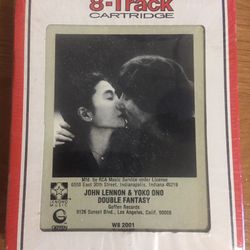 8-Track
CARTRIDGE
Mfd. by RCA Music Service under License
6550 East 30th Street, Indianapolis, Indiana 46219
JOHN LENNON & YOKO ONO
DOUBLE FANTASY
Geffen Records
9126 Sunset Blvd., Los Angeles, Calif. 90069
W8 2001